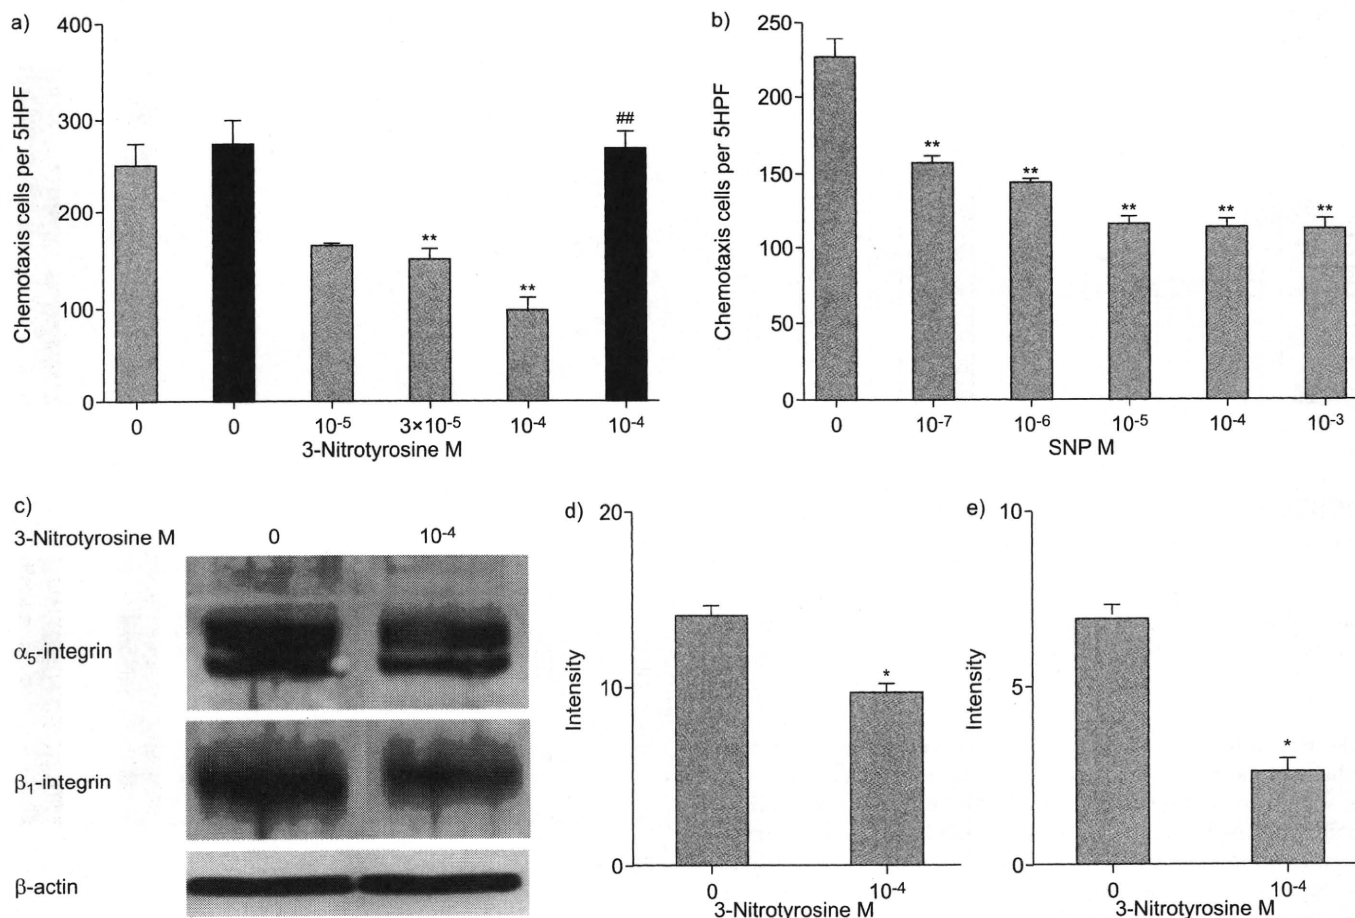 a)
400
300
200
100
0
Chemotaxis cells per 5HPF
**
**
##
0 0 10⁻⁵ 3×10⁻⁵ 10⁻⁴ 10⁻⁴
3-Nitrotyrosine M
b)
250
200
150
100
50
0
Chemotaxis cells per 5HPF
** ** ** ** **
0 10⁻⁷ 10⁻⁶ 10⁻⁵ 10⁻⁴ 10⁻³
SNP M
c)
3-Nitrotyrosine M 0 10⁻⁴
α₅-integrin
β₁-integrin
β-actin
d)
20
10
0
Intensity
*
0 10⁻⁴
3-Nitrotyrosine M
e)
10
5
0
Intensity
*
0 10⁻⁴
3-Nitrotyrosine M